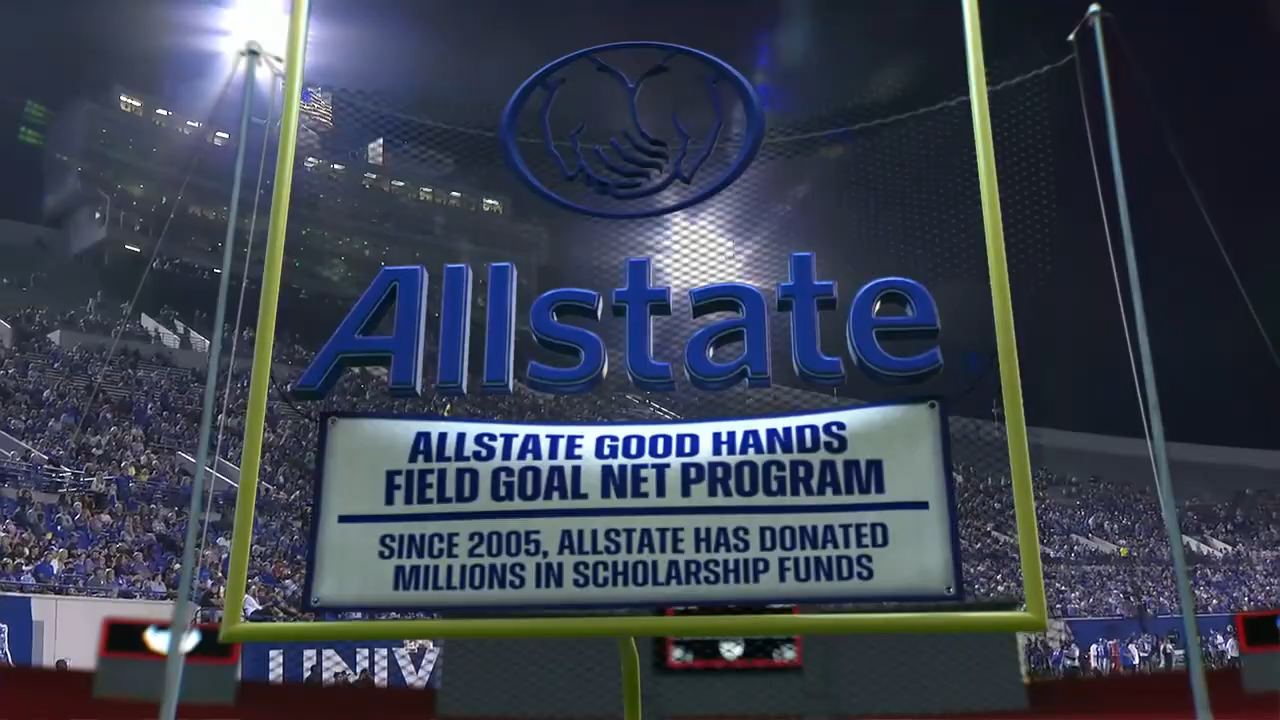 Allstate
ALLSTATE GOOD HANDS
FIELD GOAL NET PROGRAM
SINCE 2005, ALLSTATE HAS DONATED
MILLIONS IN SCHOLARSHIP FUNDS
UNIV